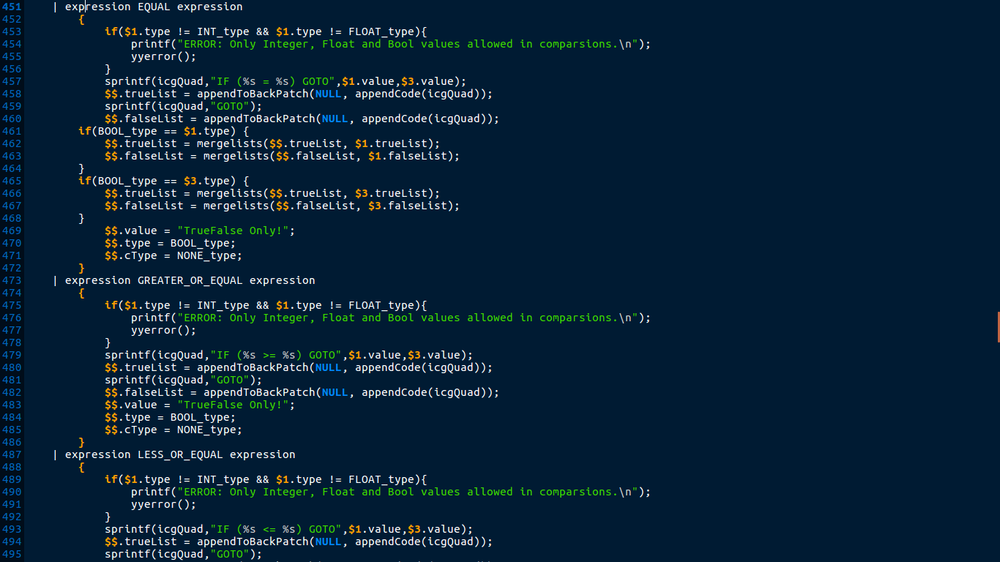 451 | expression EQUAL expression
452 {
453 if($1.type != INT_type && $1.type != FLOAT_type){
454 printf("ERROR: Only Integer, Float and Bool values allowed in comparsions.\n");
455 yyerror();
456 }
457 sprintf(icgQuad,"IF (%s = %s) GOTO",$1.value,$3.value);
458 $$.trueList = appendToBackPatch(NULL, appendCode(icgQuad));
459 sprintf(icgQuad,"GOTO");
460 $$.falseList = appendToBackPatch(NULL, appendCode(icgQuad));
461 if(BOOL_type == $1.type) {
462 $$.trueList = mergelists($$.trueList, $1.trueList);
463 $$.falseList = mergelists($$.falseList, $1.falseList);
464 }
465 if(BOOL_type == $3.type) {
466 $$.trueList = mergelists($$.trueList, $3.trueList);
467 $$.falseList = mergelists($$.falseList, $3.falseList);
468 }
469 $$.value = "TrueFalse Only!";
470 $$.type = BOOL_type;
471 $$.cType = NONE_type;
472 }
473 | expression GREATER_OR_EQUAL expression
474 {
475 if($1.type != INT_type && $1.type != FLOAT_type){
476 printf("ERROR: Only Integer, Float and Bool values allowed in comparsions.\n");
477 yyerror();
478 }
479 sprintf(icgQuad,"IF (%s >= %s) GOTO",$1.value,$3.value);
480 $$.trueList = appendToBackPatch(NULL, appendCode(icgQuad));
481 sprintf(icgQuad,"GOTO");
482 $$.falseList = appendToBackPatch(NULL, appendCode(icgQuad));
483 $$.value = "TrueFalse Only!";
484 $$.type = BOOL_type;
485 $$.cType = NONE_type;
486 }
487 | expression LESS_OR_EQUAL expression
488 {
489 if($1.type != INT_type && $1.type != FLOAT_type){
490 printf("ERROR: Only Integer, Float and Bool values allowed in comparsions.\n");
491 yyerror();
492 }
493 sprintf(icgQuad,"IF (%s <= %s) GOTO",$1.value,$3.value);
494 $$.trueList = appendToBackPatch(NULL, appendCode(icgQuad));
495 sprintf(icgQuad,"GOTO");